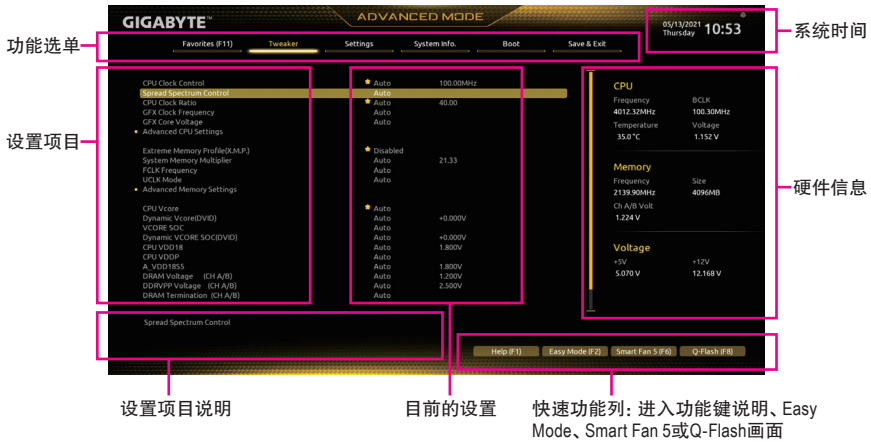 GIGABYTE™
ADVANCED MODE
05/13/2021
Thursday 10:53
系统时间
功能选单
Favorites (F11) Tweaker Settings System Info. Boot Save & Exit
设置项目
CPU Clock Control Auto 100.00MHz
Spread Spectrum Control Auto
CPU Clock Ratio Auto 40.00
GFX Clock Frequency Auto
GFX Core Voltage Auto
Advanced CPU Settings
Extreme Memory Profile(X.M.P.) Disabled
System Memory Multiplier Auto 21.33
FCLK Frequency Auto
UCLK Mode Auto
Advanced Memory Settings
CPU Vcore Auto
Dynamic Vcore(DVID) Auto +0.000V
VCORE SOC Auto
Dynamic VCORE SOC(DVID) Auto +0.000V
CPU VDD18 Auto 1.800V
CPU VDDP Auto
A_VDD18S5 Auto 1.800V
DRAM Voltage (CH A/B) Auto 1.200V
DDRVPP Voltage (CH A/B) Auto 2.500V
DRAM Termination (CH A/B) Auto
CPU
Frequency BCLK
4012.32MHz 100.30MHz
Temperature Voltage
35.0 °C 1.152 V
Memory
Frequency Size
2139.90MHz 4096MB
Ch A/B Volt
1.224 V
Voltage
+5V +12V
5.070 V 12.168 V
硬件信息
Spread Spectrum Control
Help (F1) Easy Mode (F2) Smart Fan 5 (F6) Q-Flash (F8)
设置项目说明
目前的设置
快速功能列: 进入功能键说明、Easy
Mode、Smart Fan 5或Q-Flash画面